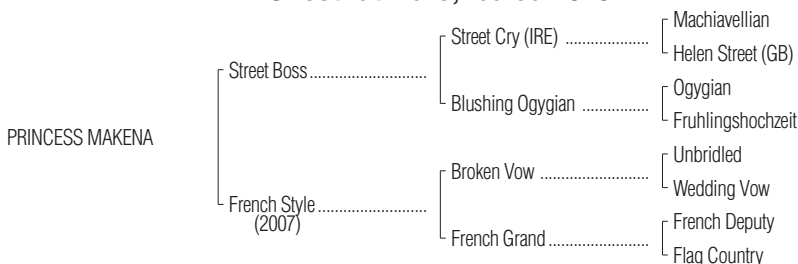 Machiavellian
Street Cry (IRE) ....................
Helen Street (GB)
Street Boss............................
Ogygian
Blushing Ogygian ................
Fruhlingshochzeit
PRINCESS MAKENA
Unbridled
Broken Vow ..........................
Wedding Vow
French Style..........................
(2007)
French Deputy
French Grand........................
Flag Country